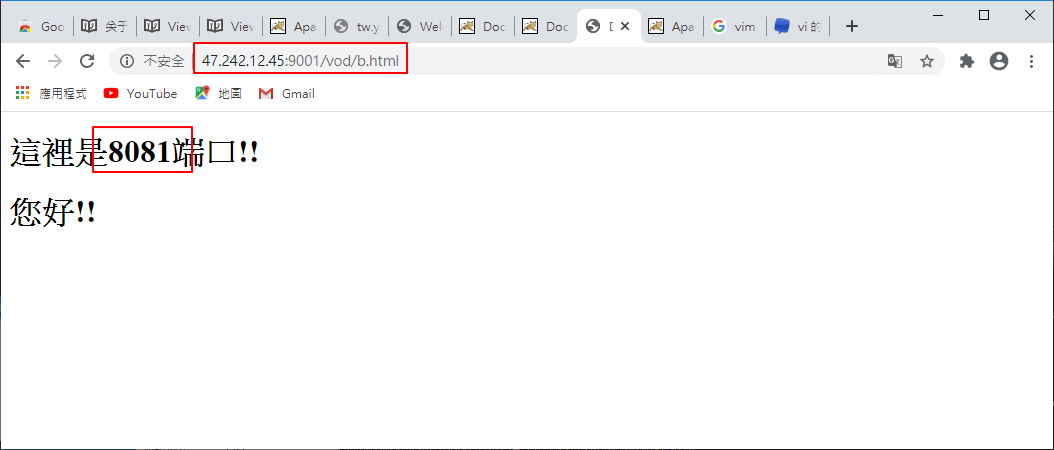 Goo
关于
View
View
Apa
tw.y
Wel
Doc
Doc
Apa
vim
vi 的
不安全
47.242.12.45:9001/vod/b.html
應用程式
YouTube
地圖
Gmail
這裡是8081端口!!
您好!!